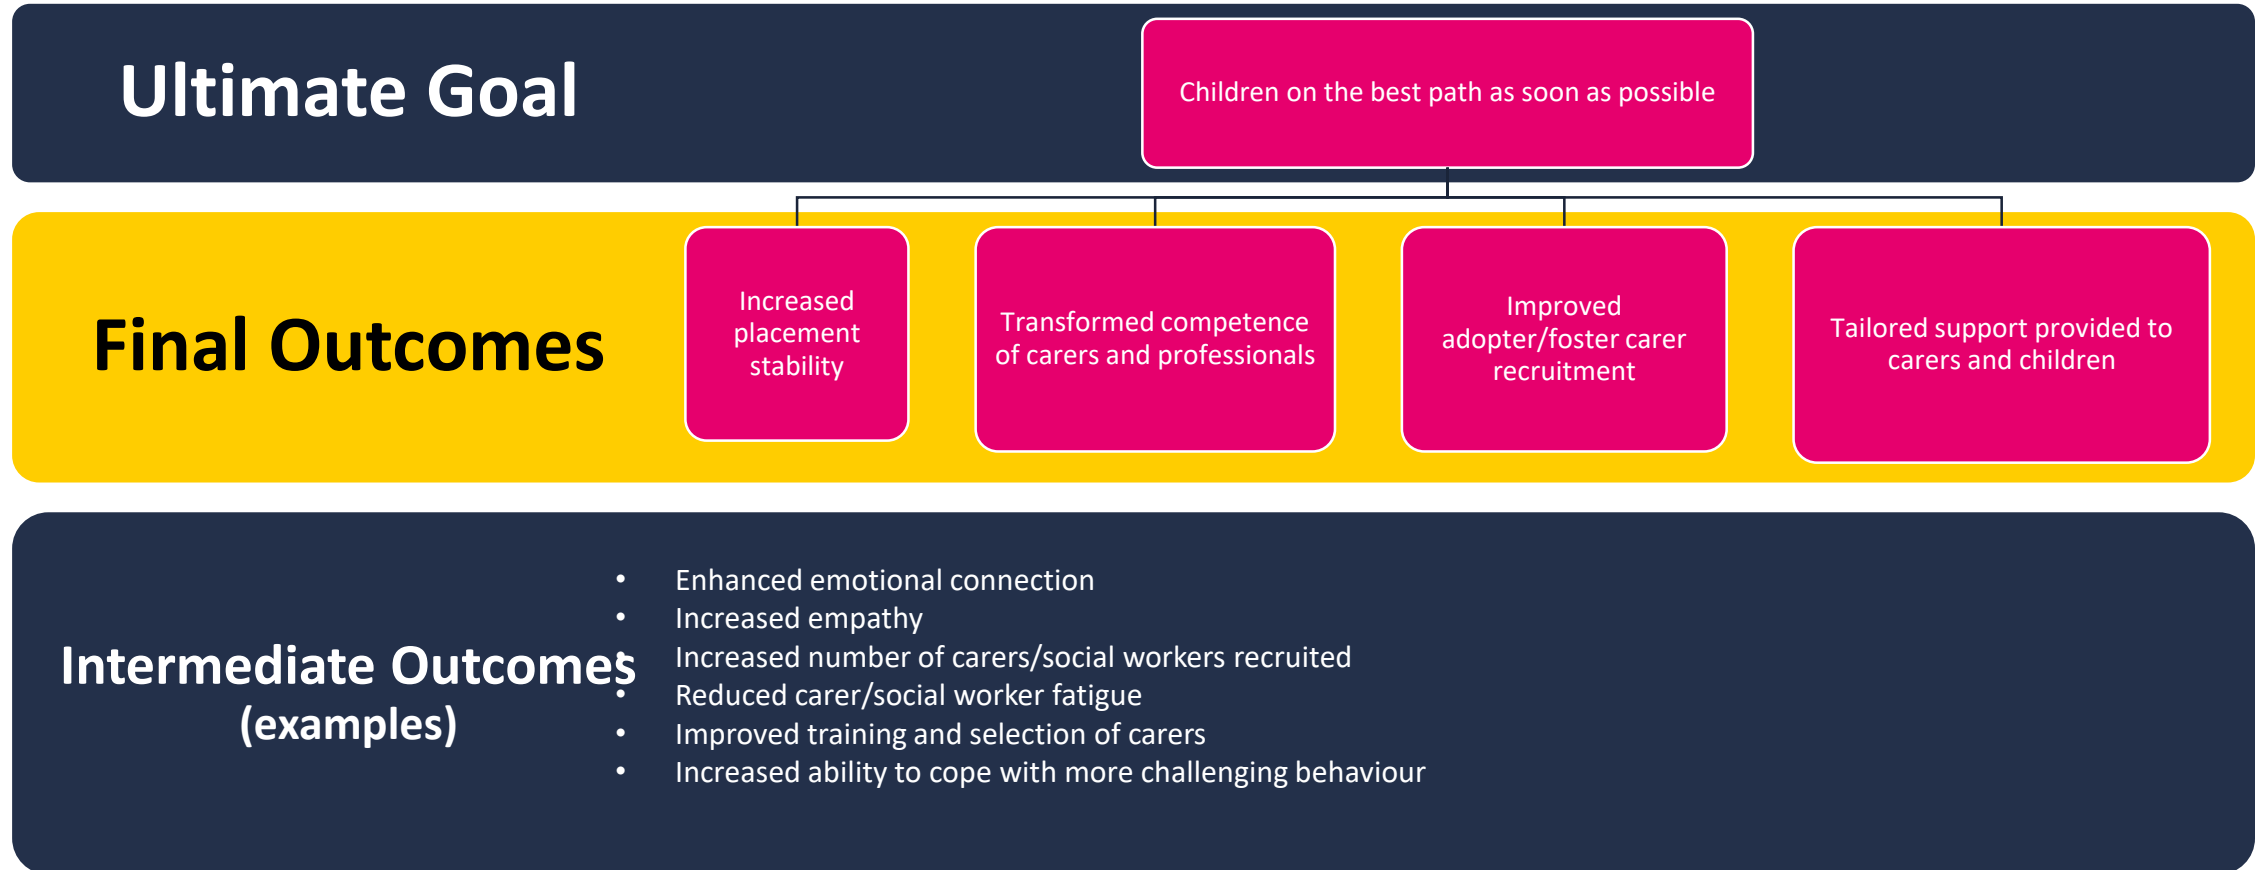 Ultimate Goal
Children on the best path as soon as possible
Final Outcomes
Increased
placement
stability
Transformed competence
of carers and professionals
Improved
adopter/foster carer
recruitment
Tailored support provided to
carers and children
Intermediate Outcomes
(examples)
• Enhanced emotional connection
• Increased empathy
• Increased number of carers/social workers recruited
• Reduced carer/social worker fatigue
• Improved training and selection of carers
• Increased ability to cope with more challenging behaviour